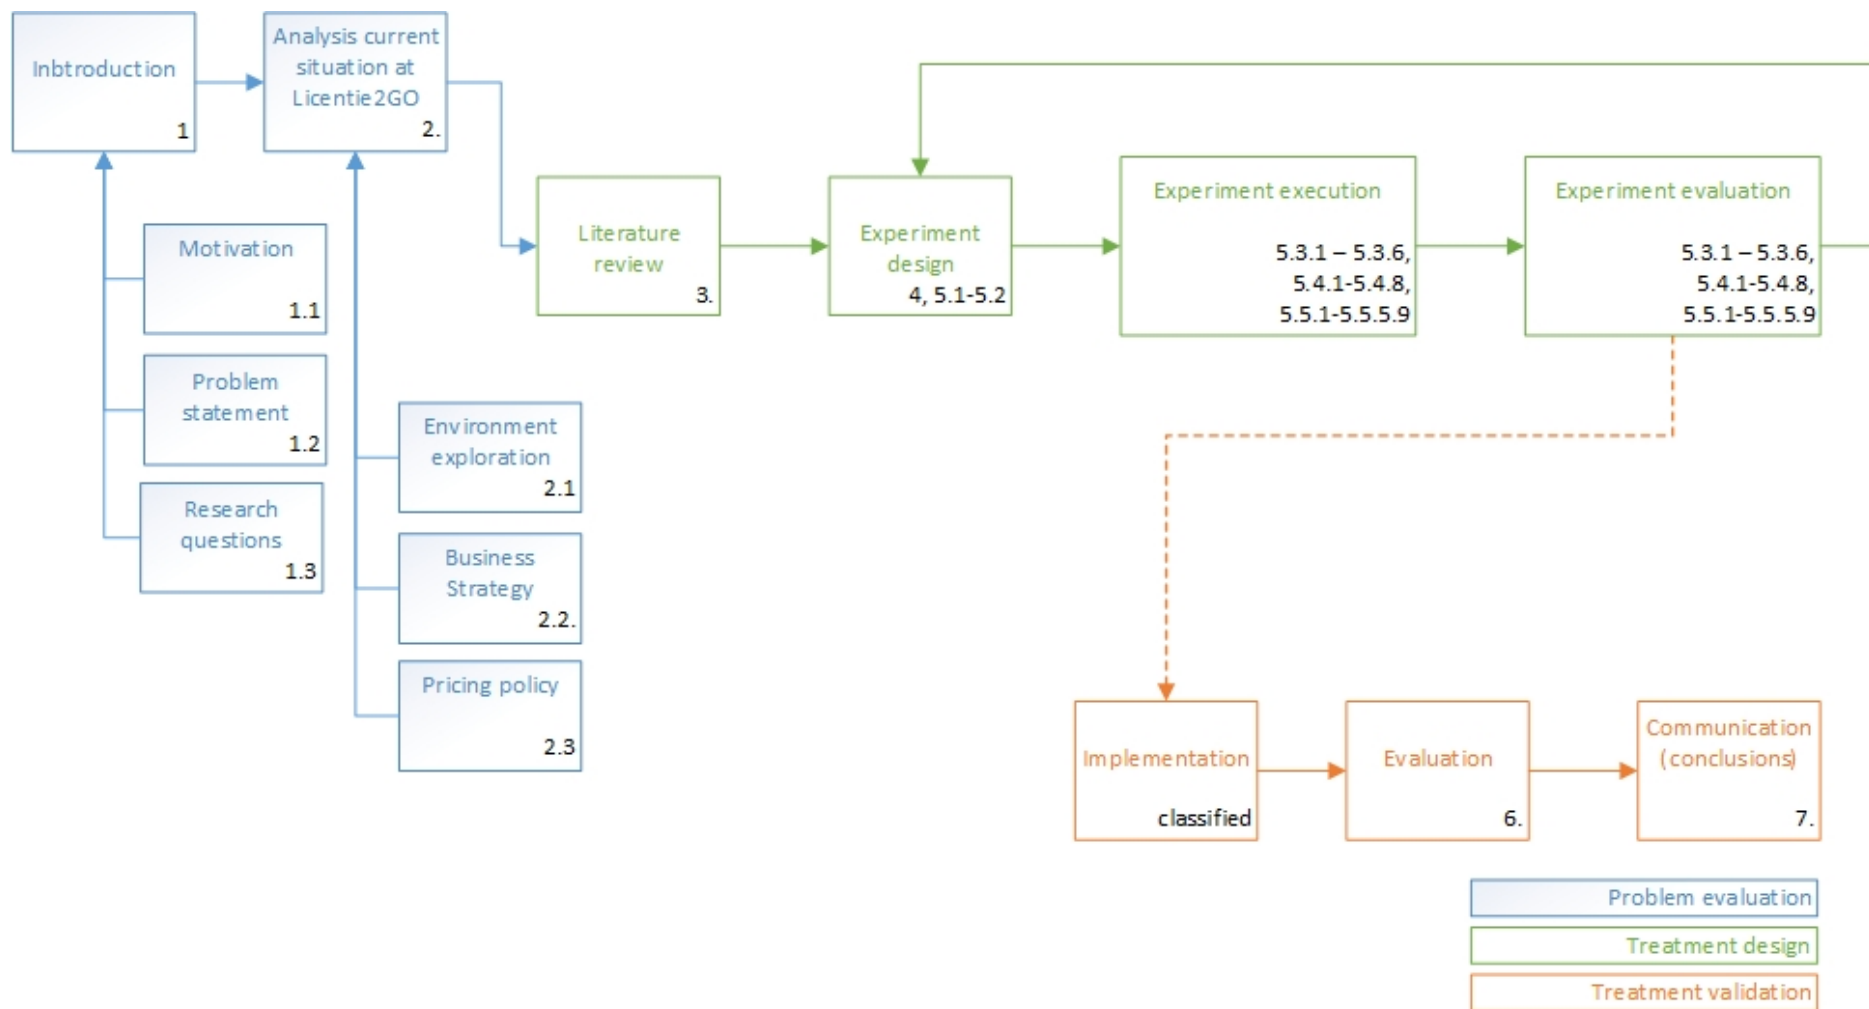 Inbtroduction
1
Analysis current
situation at
Licentie2GO
2.
Motivation
1.1
Problem
statement
1.2
Research
questions
1.3
Environment
exploration
2.1
Business
Strategy
2.2.
Pricing policy
2.3
Literature
review
3.
Experiment
design
4, 5.1-5.2
Experiment execution
5.3.1 – 5.3.6,
5.4.1-5.4.8,
5.5.1-5.5.5.9
Experiment evaluation
5.3.1 – 5.3.6,
5.4.1-5.4.8,
5.5.1-5.5.5.9
Implementation
classified
Evaluation
6.
Communication
(conclusions)
7.
Problem evaluation
Treatment design
Treatment validation